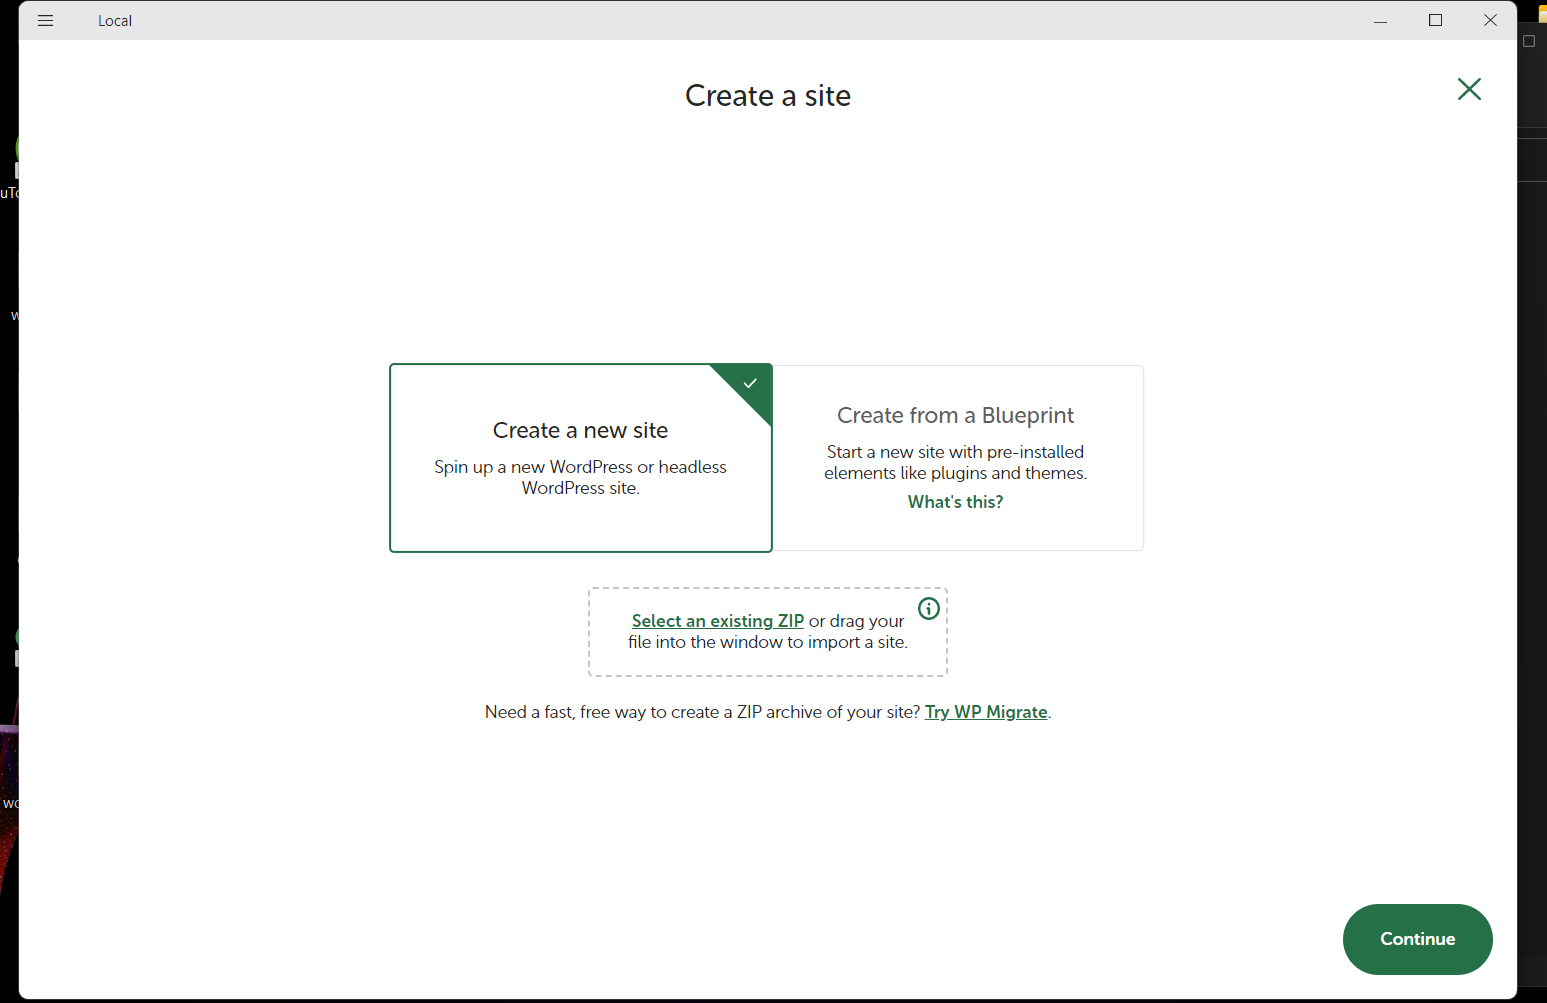 Local
Create a site
uTo
w
Create a new site
Spin up a new WordPress or headless
WordPress site.
Create from a Blueprint
Start a new site with pre-installed
elements like plugins and themes.
What's this?
Select an existing ZIP or drag your
file into the window to import a site.
Need a fast, free way to create a ZIP archive of your site? Try WP Migrate.
wo
Continue